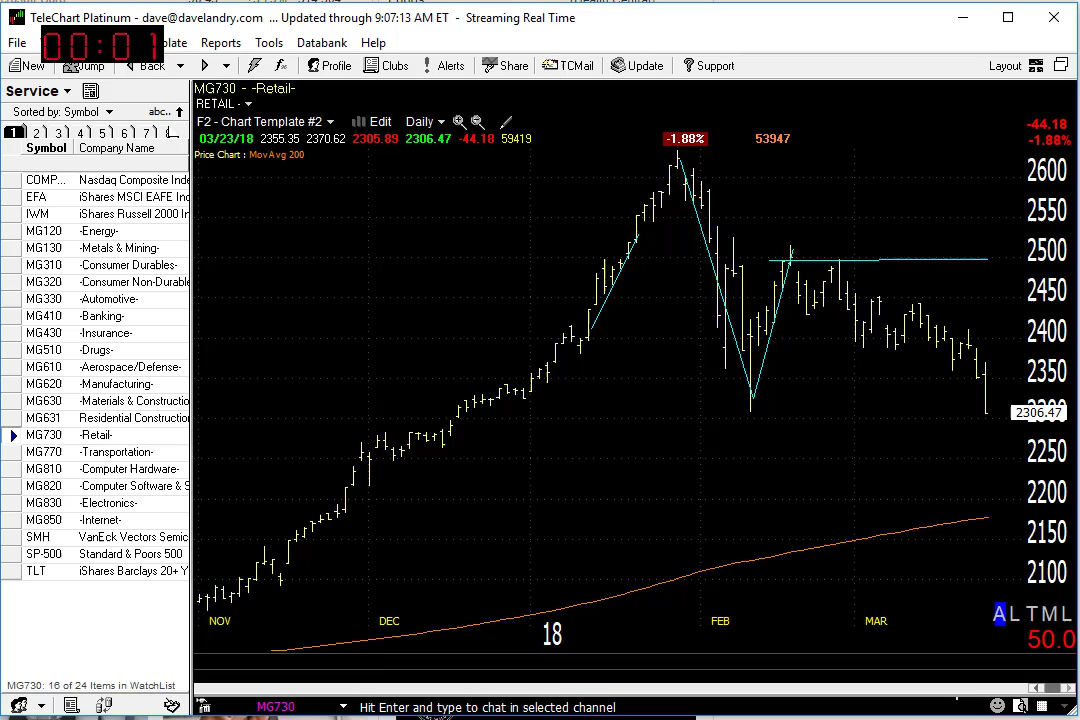 TeleChart Platinum - dave@davelandry.com ... Updated through 9:07:13 AM ET - Streaming Real Time
File Reports Tools Databank Help
00:01
New Jump Back Profile Clubs Alerts Share TCMail Update Support Layout
Service
Sorted by: Symbol abc..
1 2 3 4 5 6 7
Symbol Company Name
COMP... Nasdaq Composite Inde
EFA iShares MSCI EAFE Ind
IWM iShares Russell 2000 In
MG120 -Energy-
MG130 -Metals & Mining-
MG310 -Consumer Durables-
MG320 -Consumer Non-Durable
MG330 -Automotive-
MG410 -Banking-
MG430 -Insurance-
MG510 -Drugs-
MG610 -Aerospace/Defense-
MG620 -Manufacturing-
MG630 -Materials & Constructio
MG631 Residential Constructio
MG730 -Retail-
MG770 -Transportation-
MG810 -Computer Hardware-
MG820 -Computer Software & S
MG830 -Electronics-
MG850 -Internet-
SMH VanEck Vectors Semic
SP-500 Standard & Poors 500
TLT iShares Barclays 20+ Y
MG730: 16 of 24 Items in WatchList
MG730 - -Retail-
RETAIL -
F2 - Chart Template #2 Edit Daily
03/23/18 2355.35 2370.62 2305.89 2306.47 -44.18 59419 -1.88% 53947
Price Chart : MovAvg 200
-44.18
-1.88%
2600
2550
2500
2450
2400
2350
2300
2306.47
2250
2200
2150
2100
NOV DEC 18 FEB MAR
A L T M L
50.0
MG730 Hit Enter and type to chat in selected channel